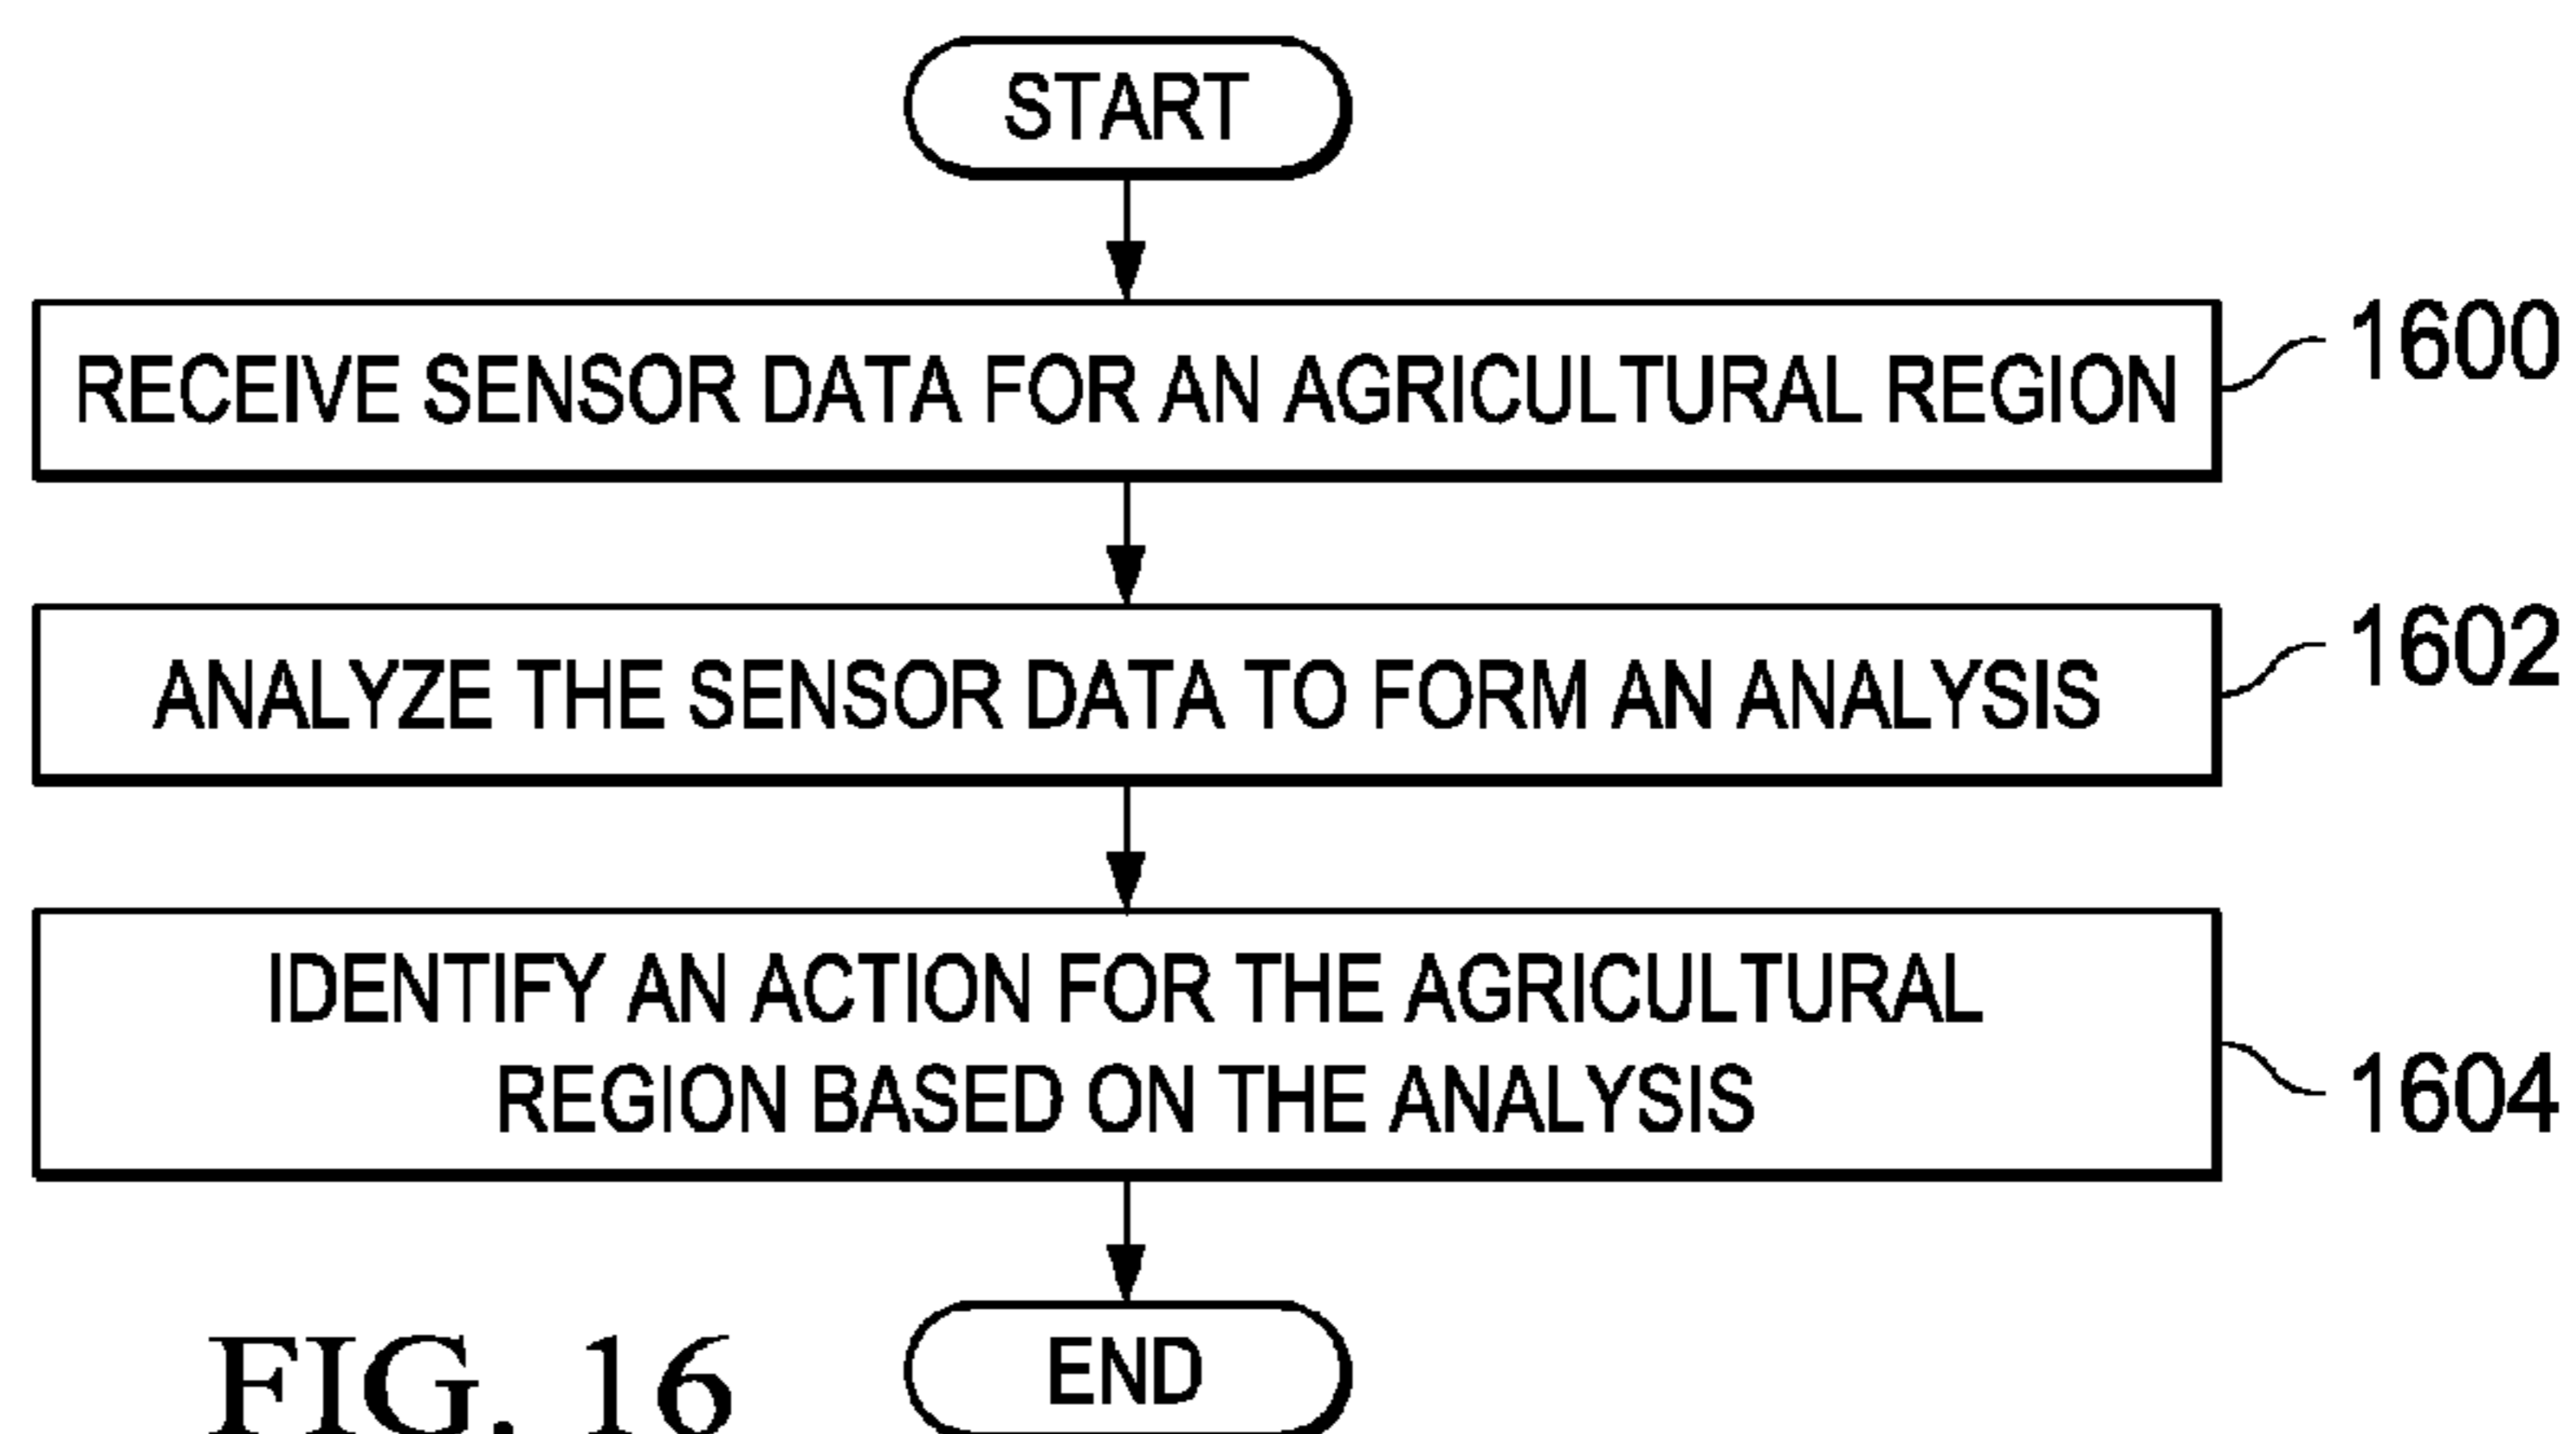 START
RECEIVE SENSOR DATA FOR AN AGRICULTURAL REGION
1600
ANALYZE THE SENSOR DATA TO FORM AN ANALYSIS
1602
IDENTIFY AN ACTION FOR THE AGRICULTURAL
REGION BASED ON THE ANALYSIS
1604
END
FIG. 16